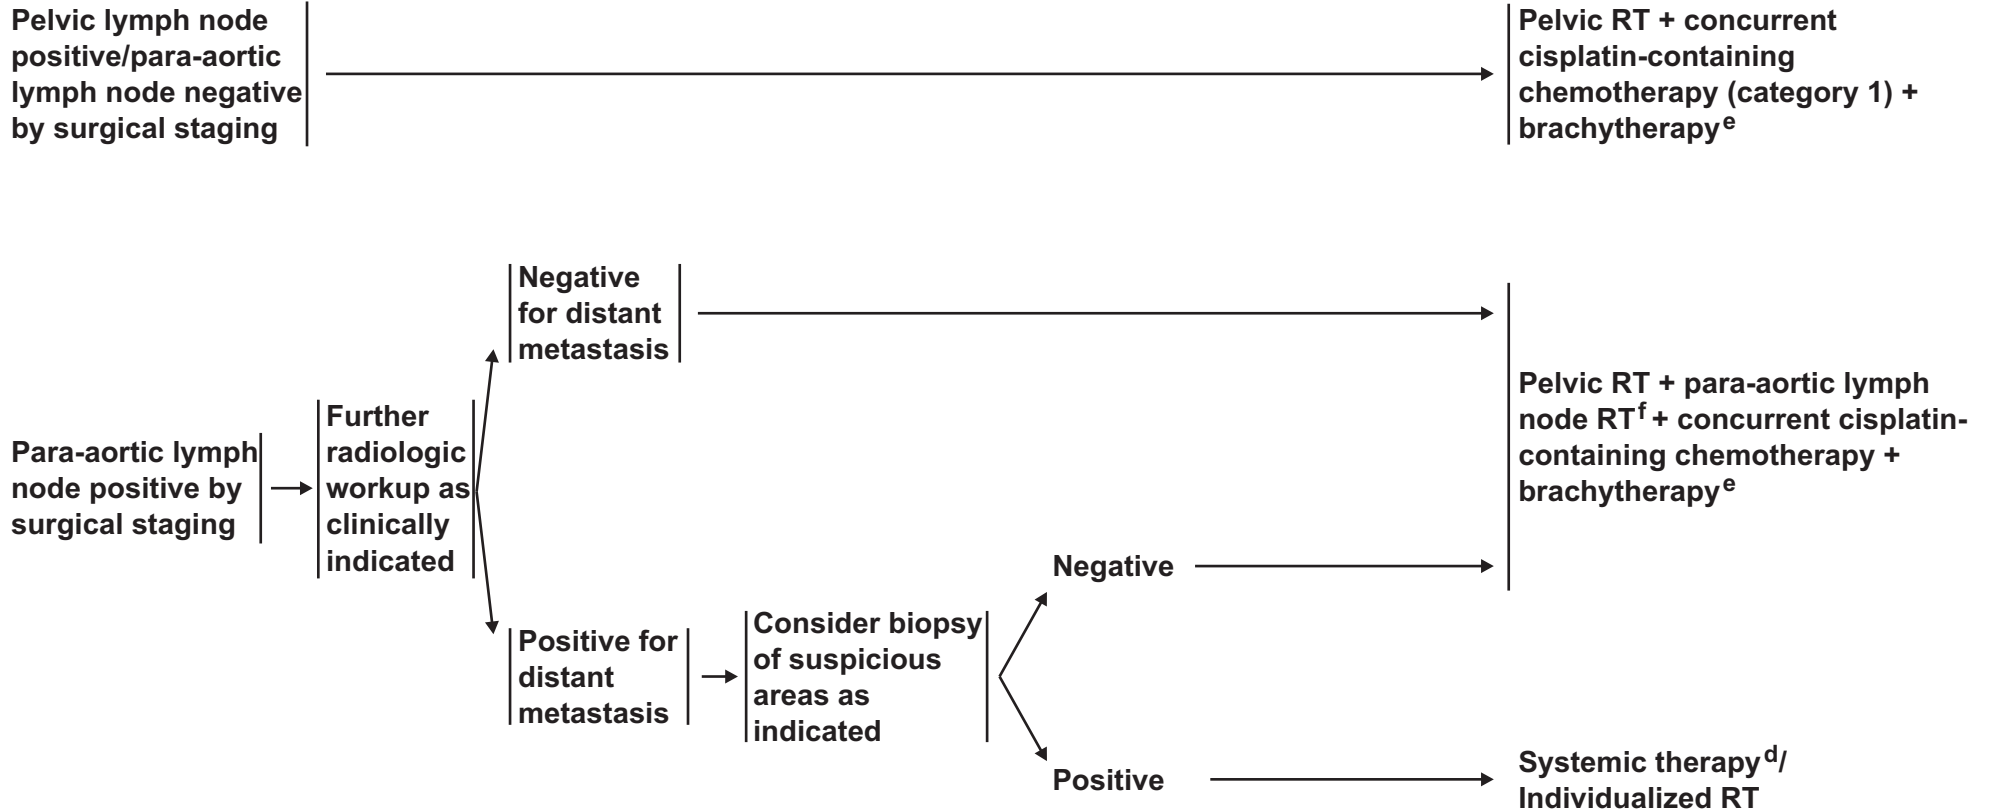 Pelvic lymph node
positive/para-aortic
lymph node negative
by surgical staging
Pelvic RT + concurrent
cisplatin-containing
chemotherapy (category 1) +
brachytherapy e
Para-aortic lymph
node positive by
surgical staging
Further
radiologic
workup as
clinically
indicated
Negative
for distant
metastasis
Positive for
distant
metastasis
Consider biopsy
of suspicious
areas as
indicated
Negative
Positive
Pelvic RT + para-aortic lymph
node RT f + concurrent cisplatin-
containing chemotherapy +
brachytherapy e
Systemic therapy d/
Individualized RT